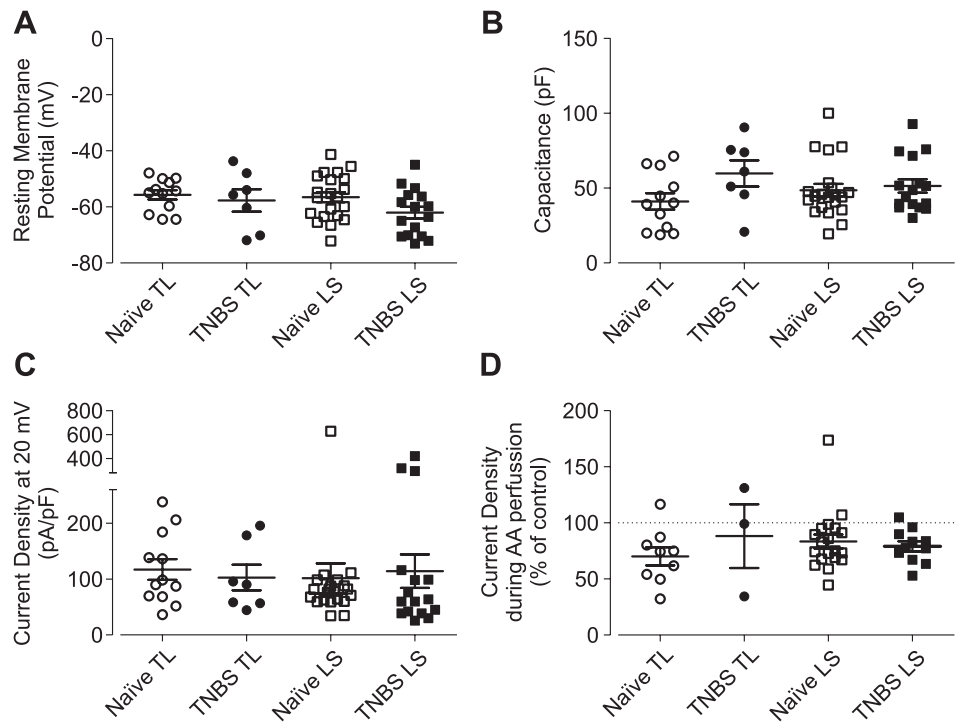 A
Resting Membrane
Potential (mV)
0
-20
-40
-60
-80
Naïve TL
TNBS TL
Naïve LS
TNBS LS
B
Capacitance (pF)
150
100
50
0
Naïve TL
TNBS TL
Naïve LS
TNBS LS
C
Current Density at 20 mV
(pA/pF)
800
600
400
200
100
0
Naïve TL
TNBS TL
Naïve LS
TNBS LS
D
Current Density
during AA perfussion
(% of control)
200
150
100
50
0
Naïve TL
TNBS TL
Naïve LS
TNBS LS